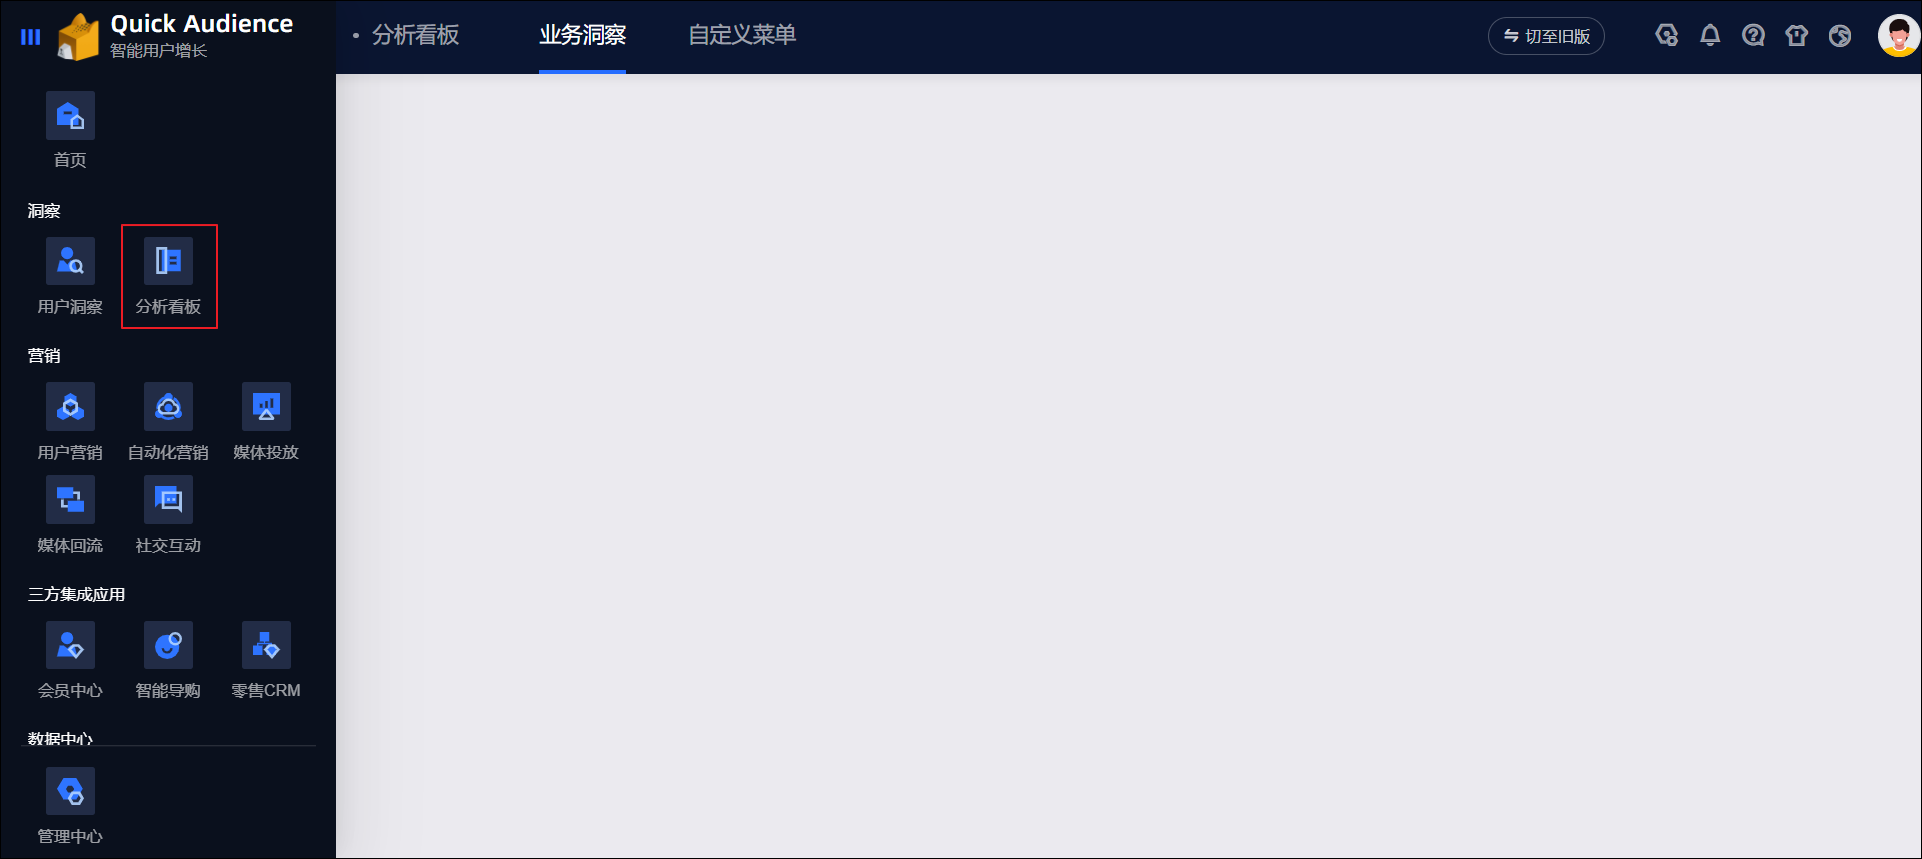 Quick Audience
智能用户增长
• 分析看板
业务洞察
自定义菜单
切至旧版
首页
洞察
用户洞察
分析看板
营销
用户营销
自动化营销
媒体投放
媒体回流
社交互动
三方集成应用
会员中心
智能导购
零售CRM
数据中心
管理中心